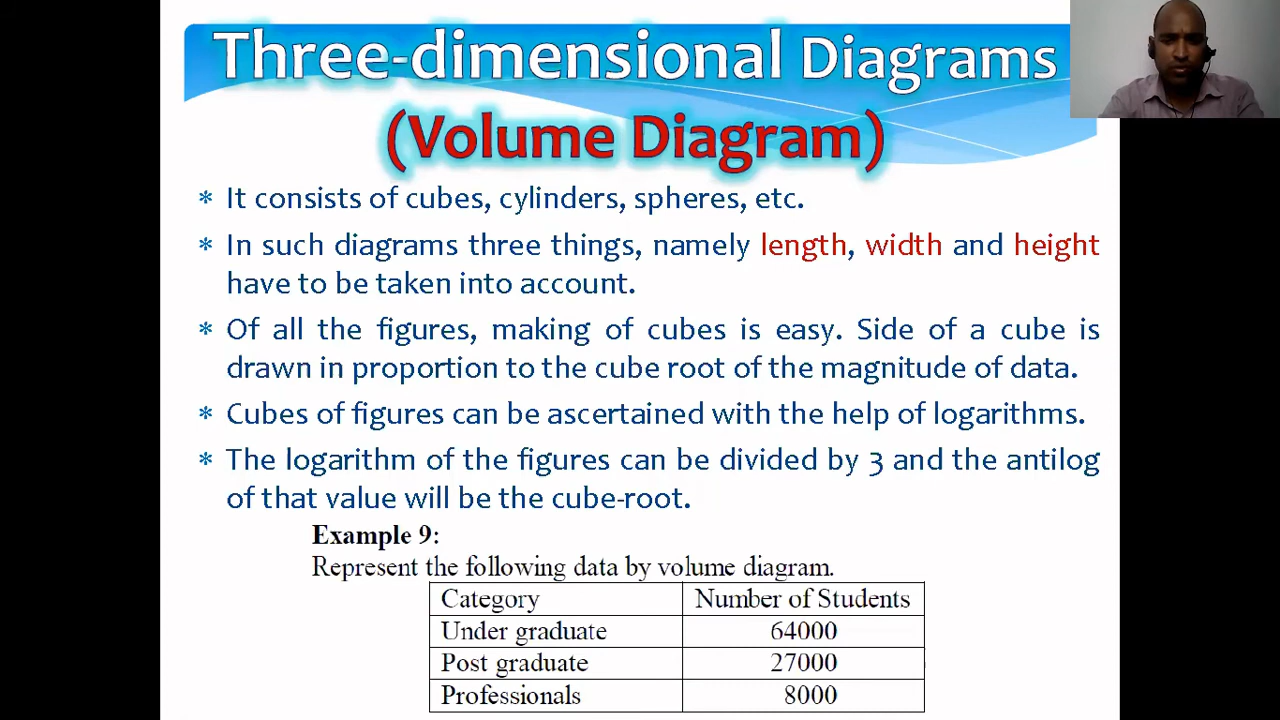 Three-dimensional Diagrams
(Volume Diagram)
* It consists of cubes, cylinders, spheres, etc.
* In such diagrams three things, namely length, width and height
have to be taken into account.
* Of all the figures, making of cubes is easy. Side of a cube is
drawn in proportion to the cube root of the magnitude of data.
* Cubes of figures can be ascertained with the help of logarithms.
* The logarithm of the figures can be divided by 3 and the antilog
of that value will be the cube-root.
Example 9:
Represent the following data by volume diagram.
Category Number of Students
Under graduate 64000
Post graduate 27000
Professionals 8000